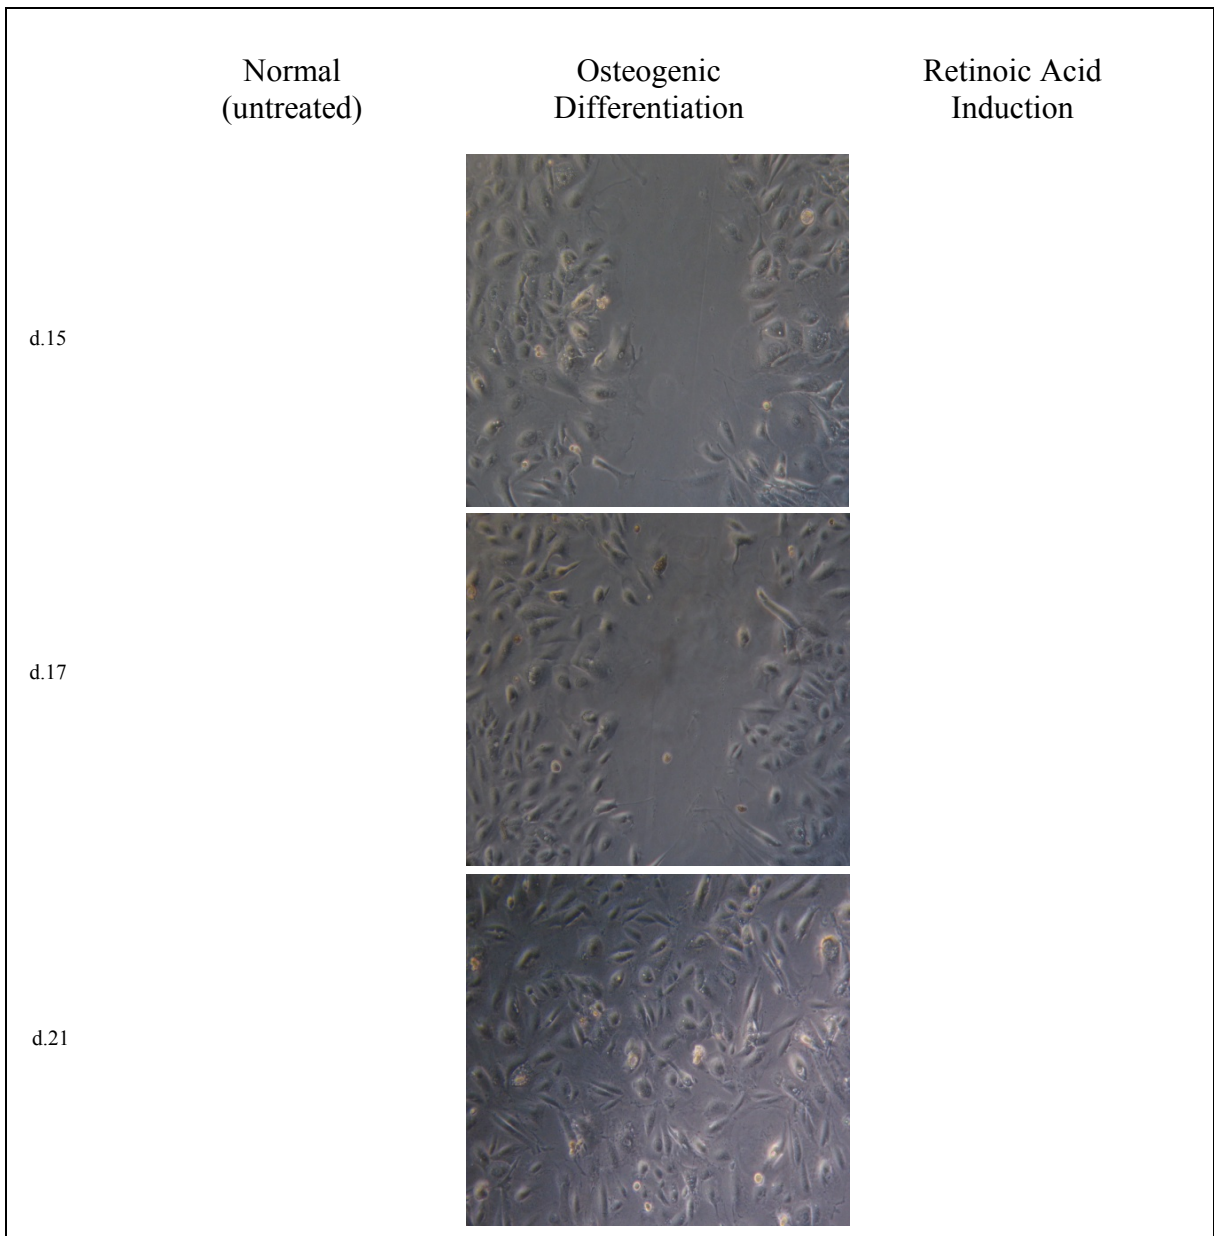 Normal
(untreated)
Osteogenic
Differentiation
Retinoic Acid
Induction
d.15
d.17
d.21